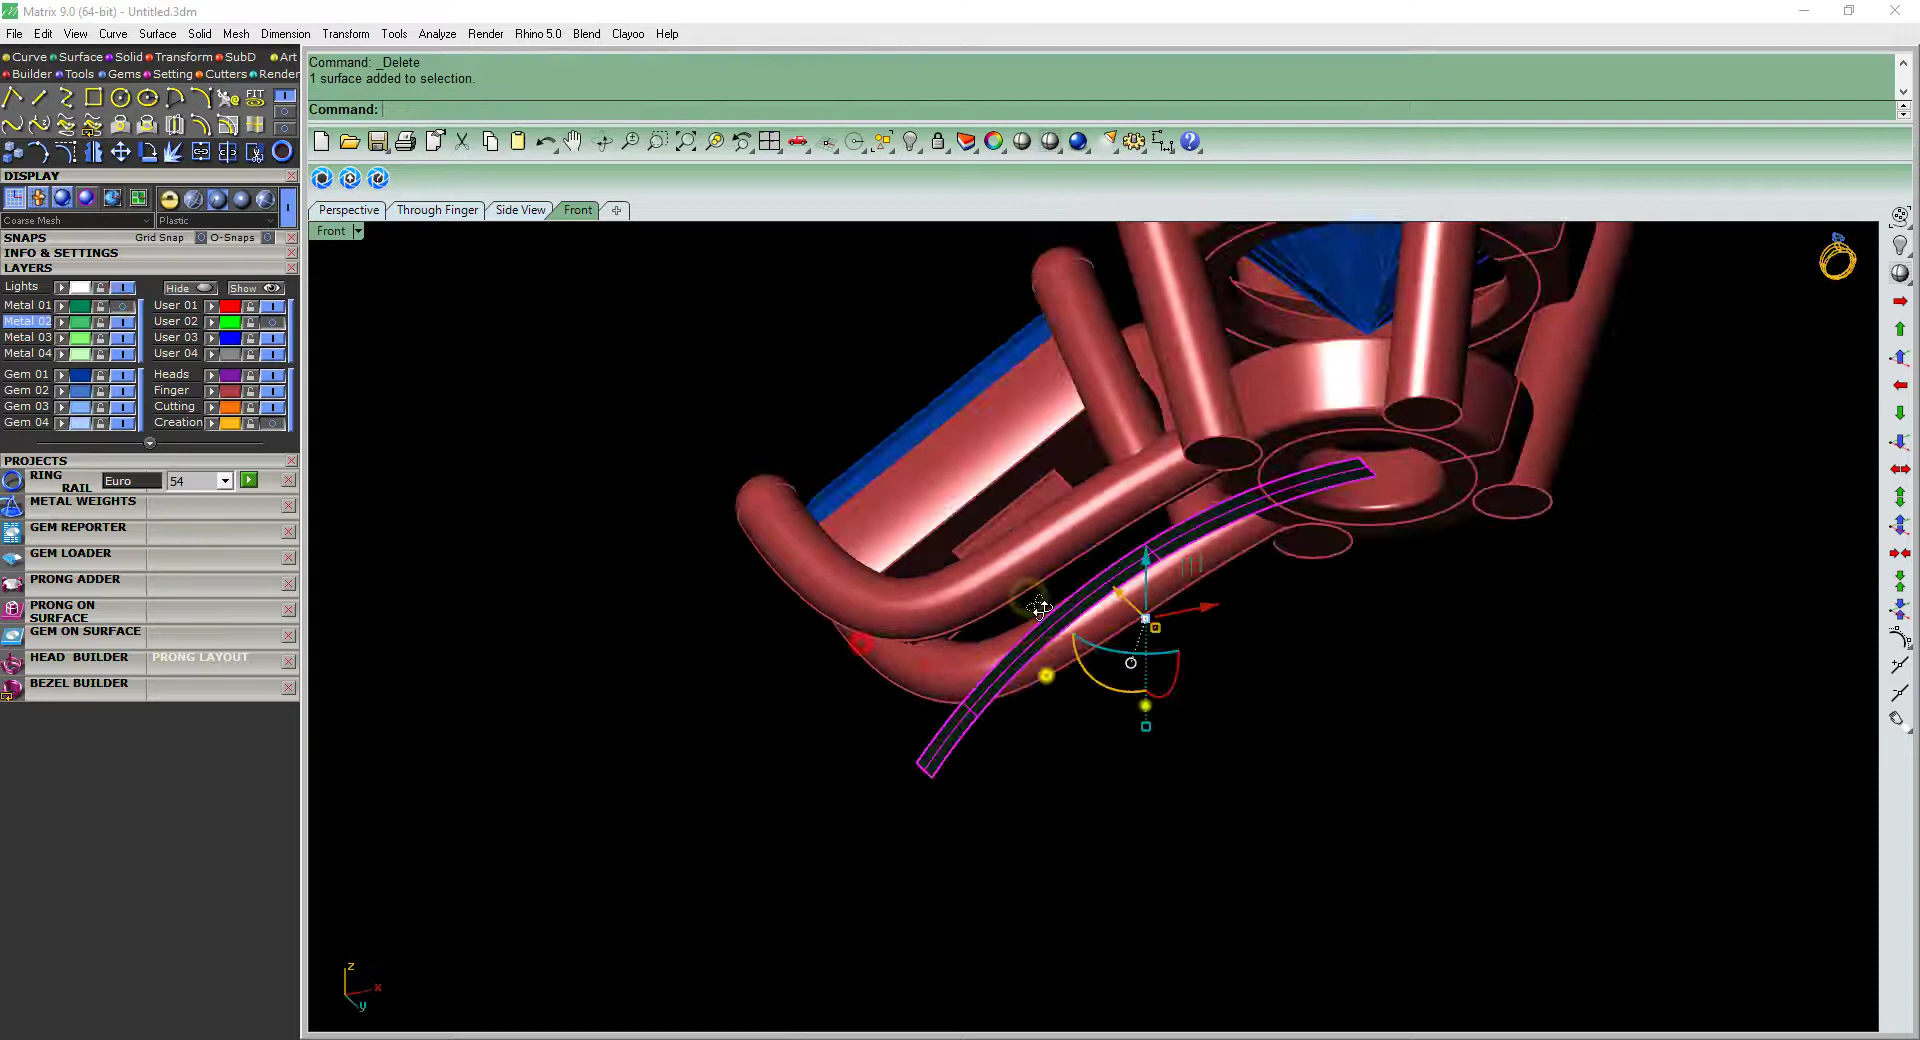 Matrix 9.0 (64-bit) - Untitled.3dm
File Edit View Curve Surface Solid Mesh Dimension Transform Tools Analyze Render Rhino 5.0 Blend Clayoo Help
Curve Surface Solid Transform SubD Art
Builder Tools Gems Setting Cutters Render
FIT
Command: _Delete
1 surface added to selection.
Command:
DISPLAY
Coarse Mesh Plastic
SNAPS Grid Snap O-Snaps
INFO & SETTINGS
LAYERS
Lights Hide Show
Metal 01 User 01
Metal 02 User 02
Metal 03 User 03
Metal 04 User 04
Gem 01 Heads
Gem 02 Finger
Gem 03 Cutting
Gem 04 Creation
PROJECTS
RING RAIL Euro 54
METAL WEIGHTS
GEM REPORTER
GEM LOADER
PRONG ADDER
PRONG ON SURFACE
GEM ON SURFACE
HEAD BUILDER PRONG LAYOUT
BEZEL BUILDER
Perspective Through Finger Side View Front
Front
z
x
y